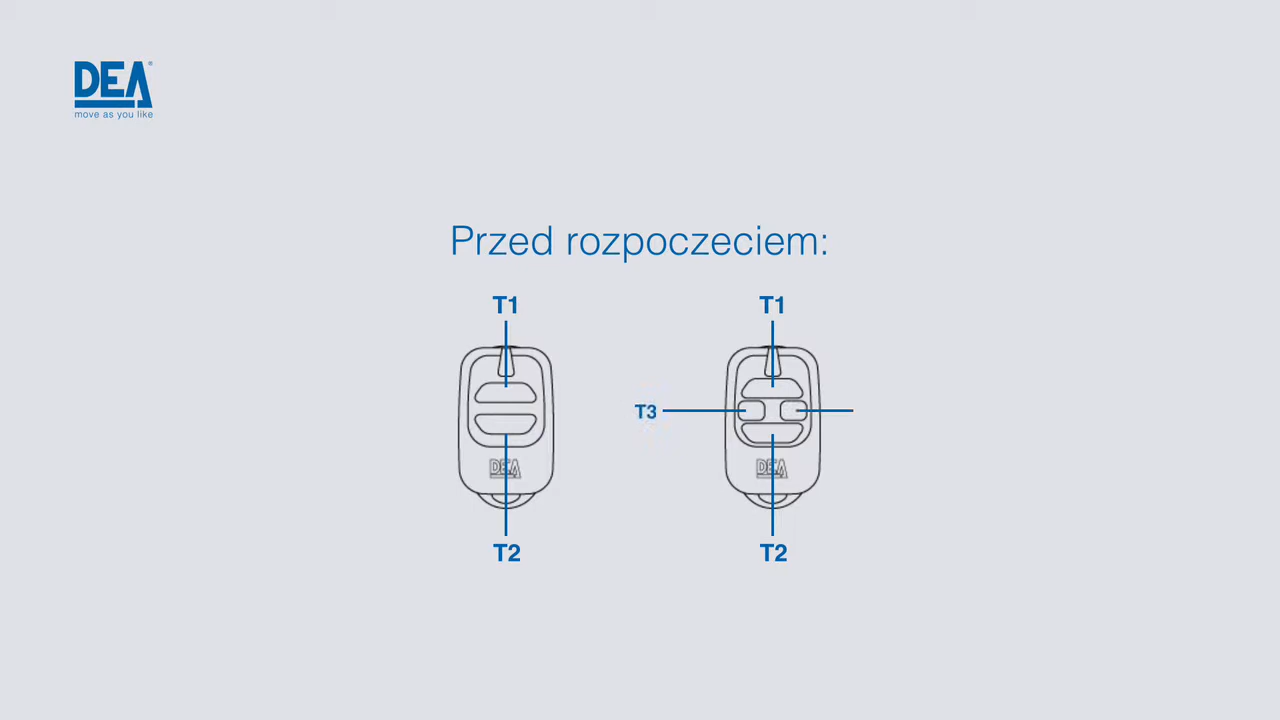 DEA®
move as you like
Przed rozpoczeciem:
T1
T1
T3
DEA
DEA
T2
T2